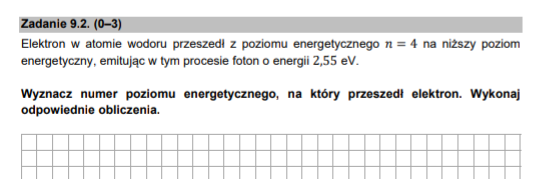 Zadanie 9.2. (0–3)
Elektron w atomie wodoru przeszedł z poziomu energetycznego n = 4 na niższy poziom
energetyczny, emitując w tym procesie foton o energii 2,55 eV.
Wyznacz numer poziomu energetycznego, na który przeszedł elektron. Wykonaj
odpowiednie obliczenia.